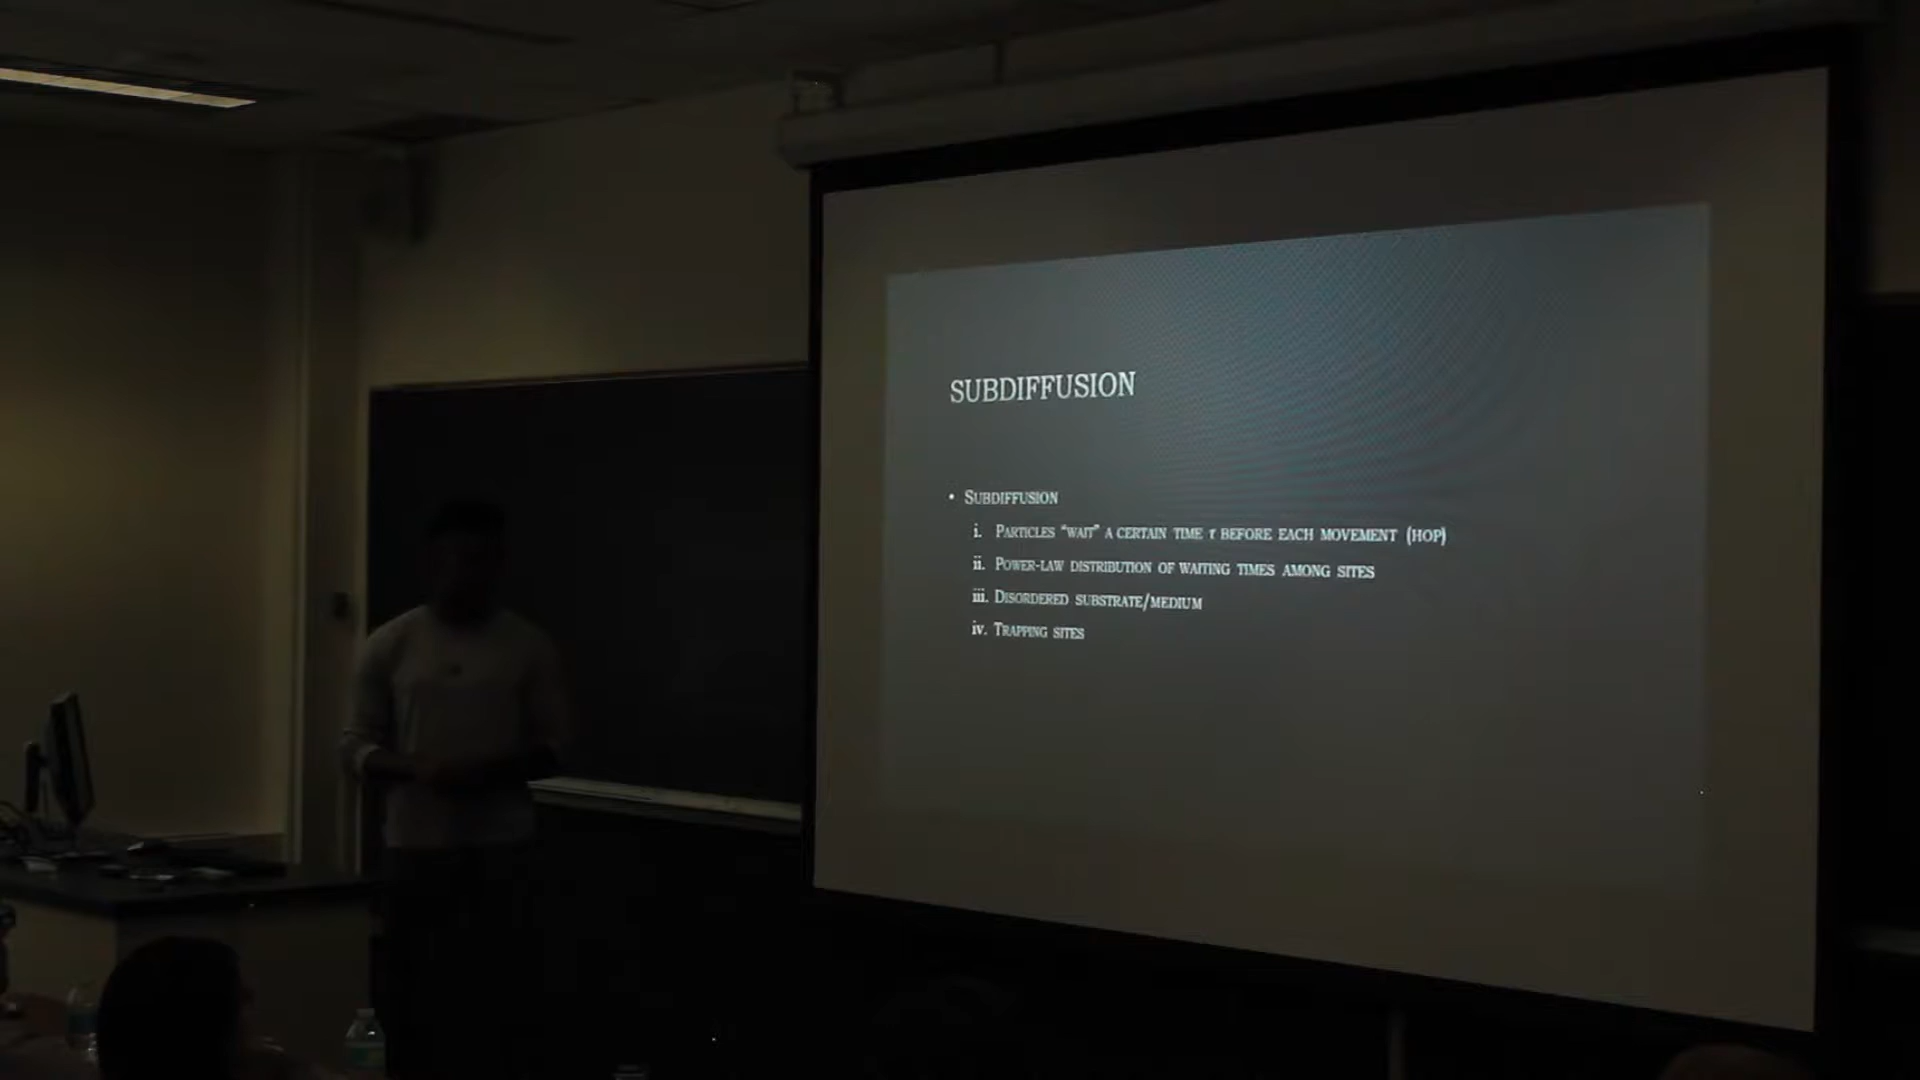 SUBDIFFUSION
• SUBDIFFUSION
i. PARTICLES “WAIT” A CERTAIN TIME τ BEFORE EACH MOVEMENT (HOP)
ii. POWER-LAW DISTRIBUTION OF WAITING TIMES AMONG SITES
iii. DISORDERED SUBSTRATE/MEDIUM
iv. TRAPPING SITES